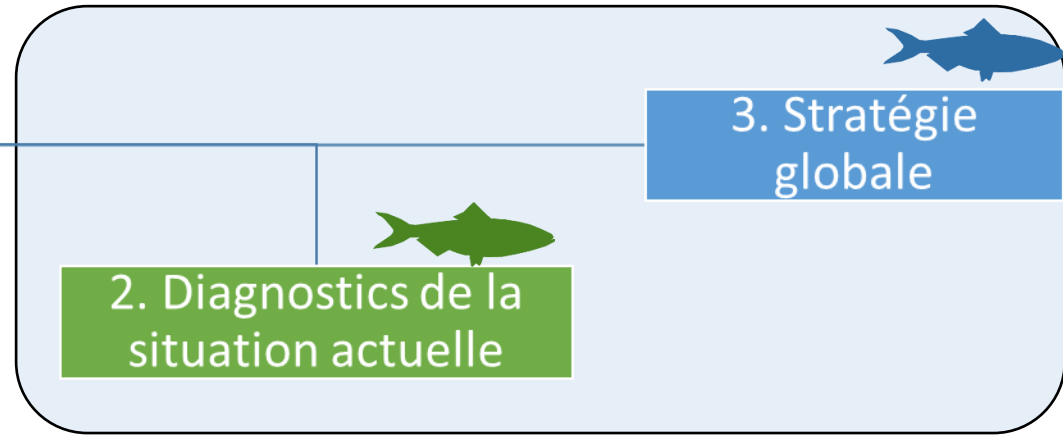 3. Stratégie
globale
2. Diagnostics de la
situation actuelle